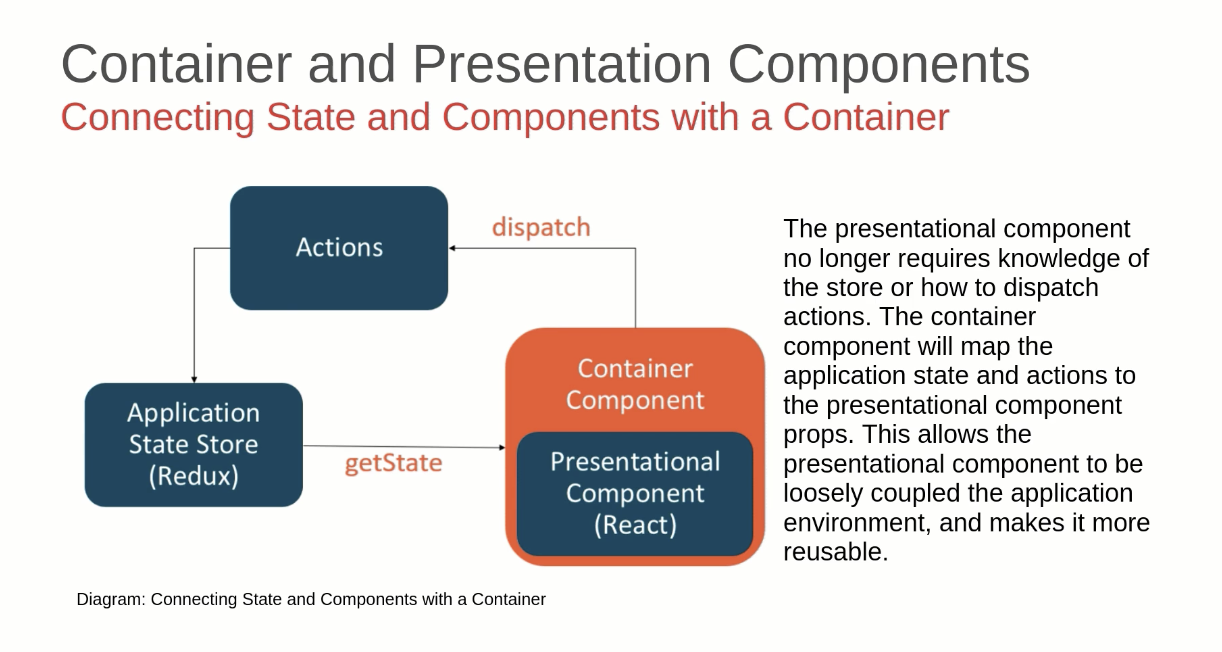 Container and Presentation Components
Connecting State and Components with a Container
Actions
dispatch
Application
State Store
(Redux)
getState
Container
Component
Presentational
Component
(React)
The presentational component
no longer requires knowledge of
the store or how to dispatch
actions. The container
component will map the
application state and actions to
the presentational component
props. This allows the
presentational component to be
loosely coupled the application
environment, and makes it more
reusable.
Diagram: Connecting State and Components with a Container